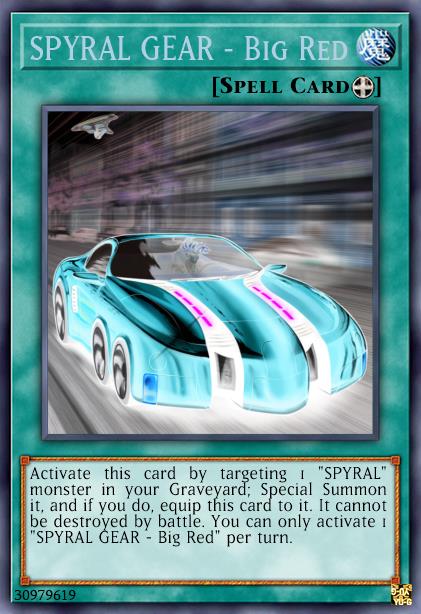 SPYRAL GEAR - Big Red
魔
[Spell Card]
Activate this card by targeting 1 "SPYRAL"
monster in your Graveyard; Special Summon
it, and if you do, equip this card to it. It cannot
be destroyed by battle. You can only activate 1
"SPYRAL GEAR - Big Red" per turn.
30979619